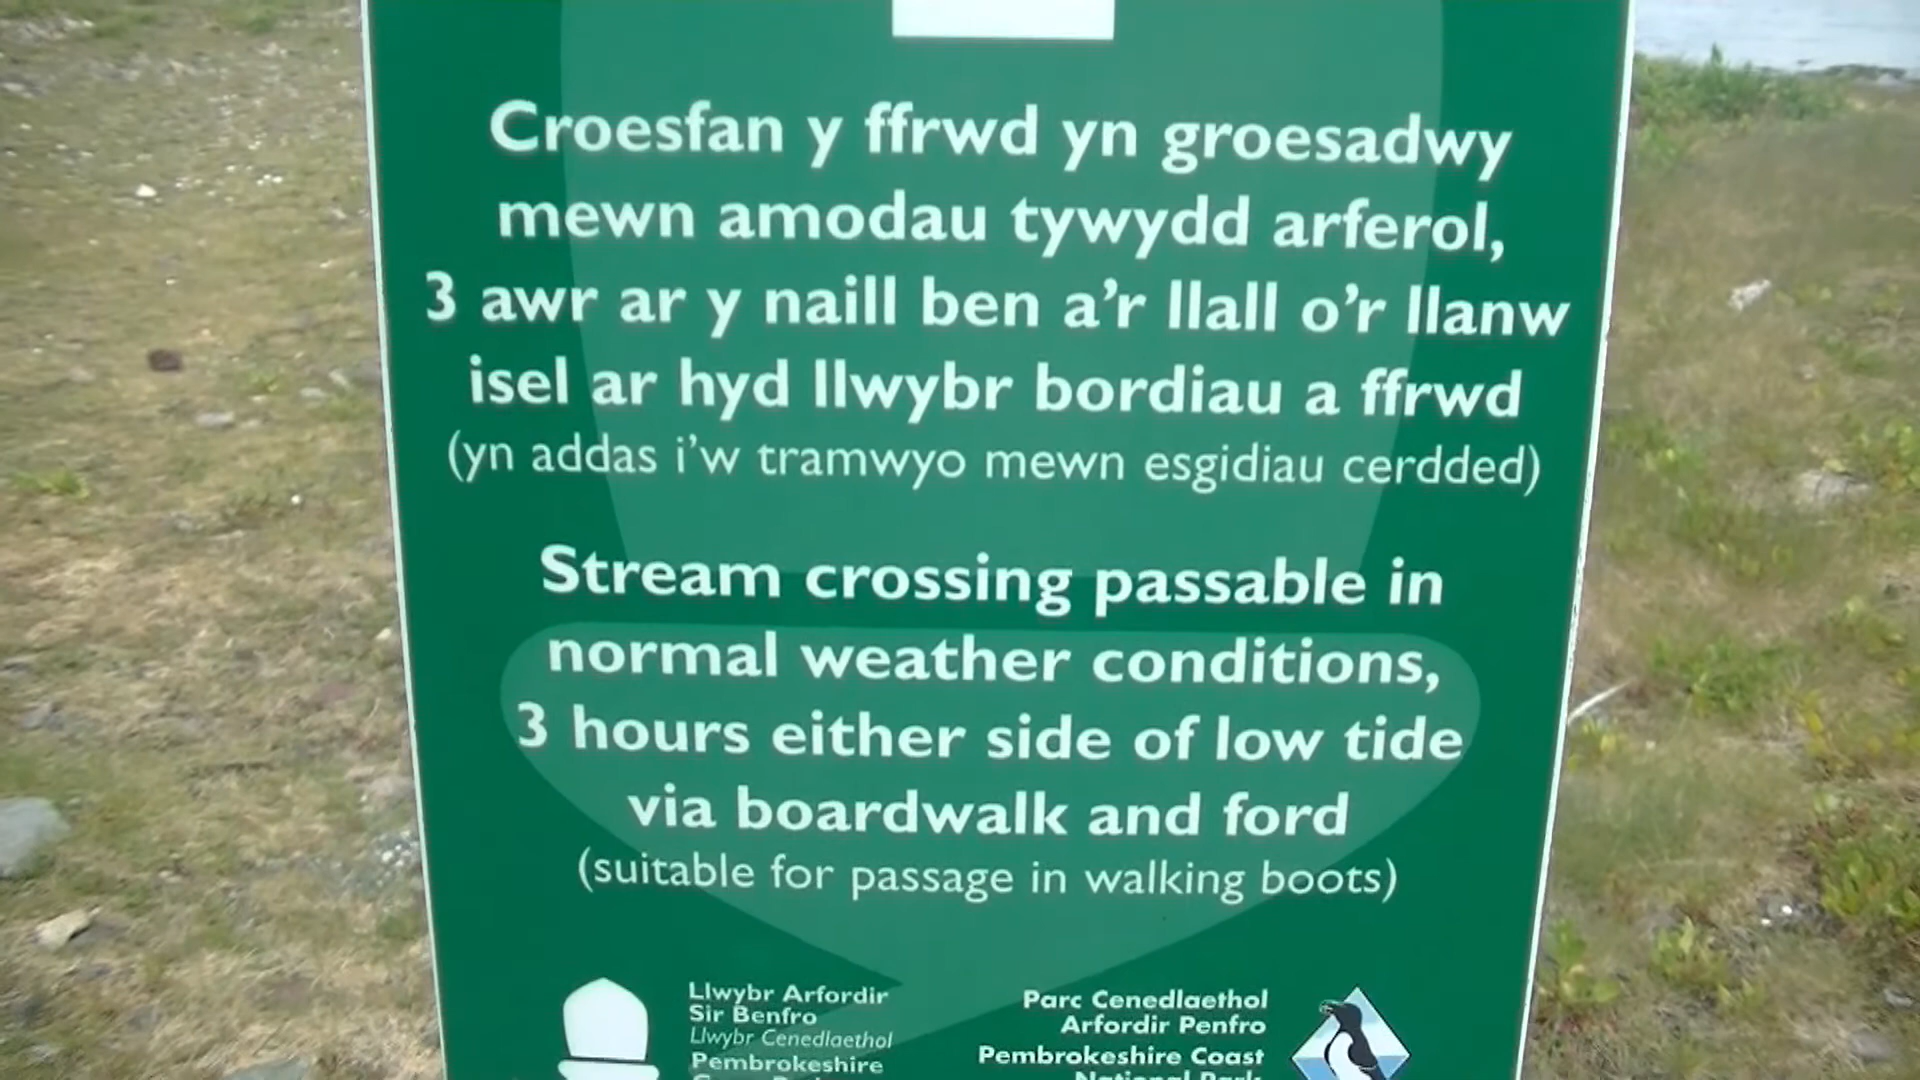 Croesfan y ffrwd yn groesadwy
mewn amodau tywydd arferol,
3 awr ar y naill ben a'r llall o'r llanw
isel ar hyd llwybr bordiau a ffrwd
(yn addas i'w tramwyo mewn esgidiau cerdded)
Stream crossing passable in
normal weather conditions,
3 hours either side of low tide
via boardwalk and ford
(suitable for passage in walking boots)
Llwybr Arfordir
Sir Benfro
Llwybr Cenedlaethol
Pembrokeshire
Parc Cenedlaethol
Arfordir Penfro
Pembrokeshire Coast
National Park